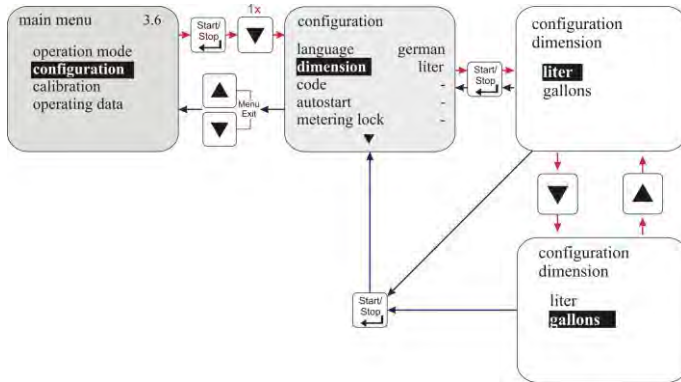 main menu 3.6
operation mode
configuration
calibration
operating data
Start/
Stop
1x
Menu
Exit
configuration
language german
dimension liter
code -
autostart -
metering lock -
Start/
Stop
configuration
dimension
liter
gallons
Start/
Stop
configuration
dimension
liter
gallons